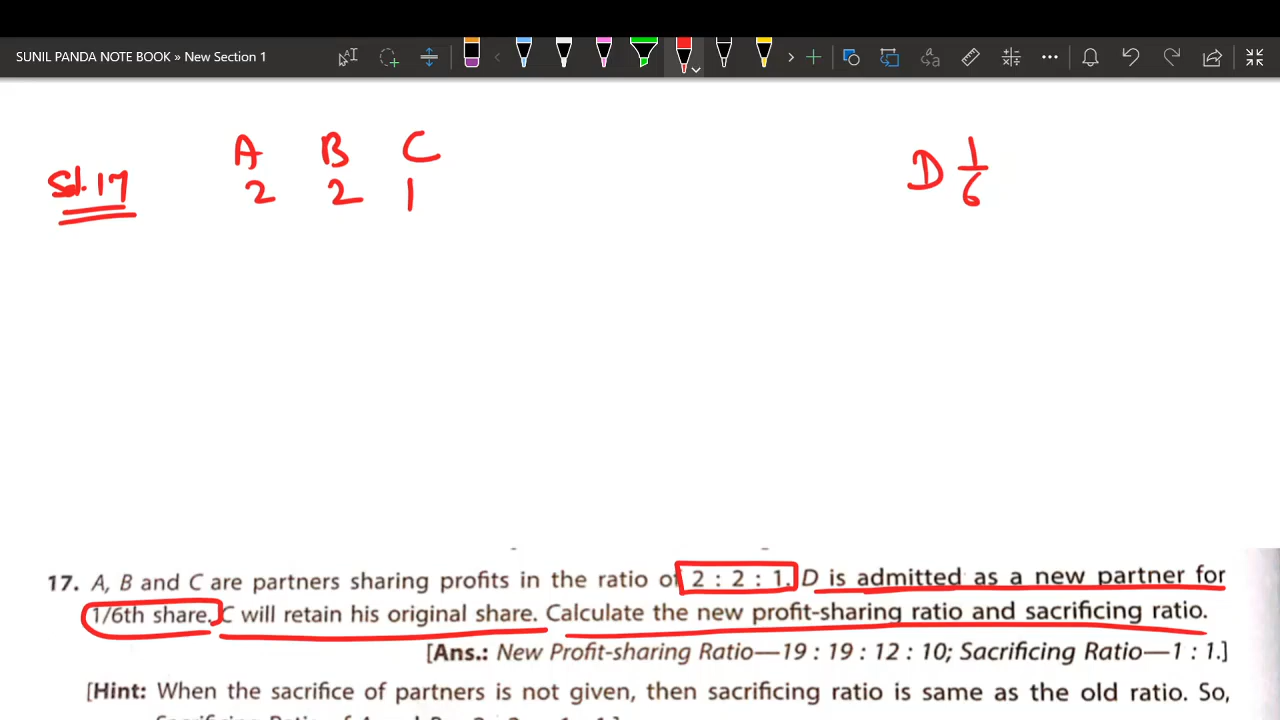 SUNIL PANDA NOTE BOOK » New Section 1
A B C D 1/6
Sol.17 2 2 1
17. A, B and C are partners sharing profits in the ratio of 2 : 2 : 1. D is admitted as a new partner for
1/6th share. C will retain his original share. Calculate the new profit-sharing ratio and sacrificing ratio.
[Ans.: New Profit-sharing Ratio—19 : 19 : 12 : 10; Sacrificing Ratio—1 : 1.]
[Hint: When the sacrifice of partners is not given, then sacrificing ratio is same as the old ratio. So,